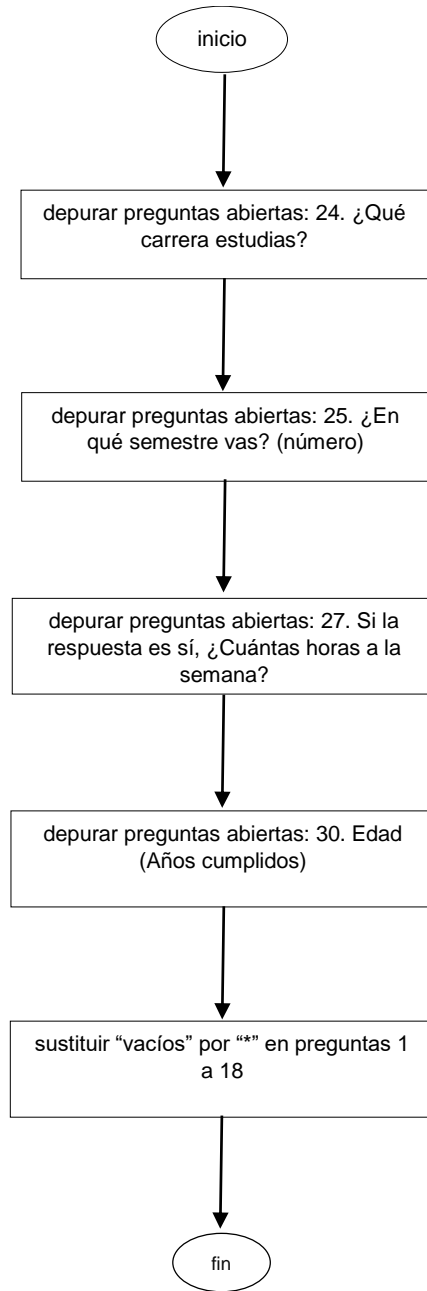 inicio
depurar preguntas abiertas: 24. ¿Qué
carrera estudias?
depurar preguntas abiertas: 25. ¿En
qué semestre vas? (número)
depurar preguntas abiertas: 27. Si la
respuesta es sí, ¿Cuántas horas a la
semana?
depurar preguntas abiertas: 30. Edad
(Años cumplidos)
sustituir “vacíos” por “*” en preguntas 1
a 18
fin